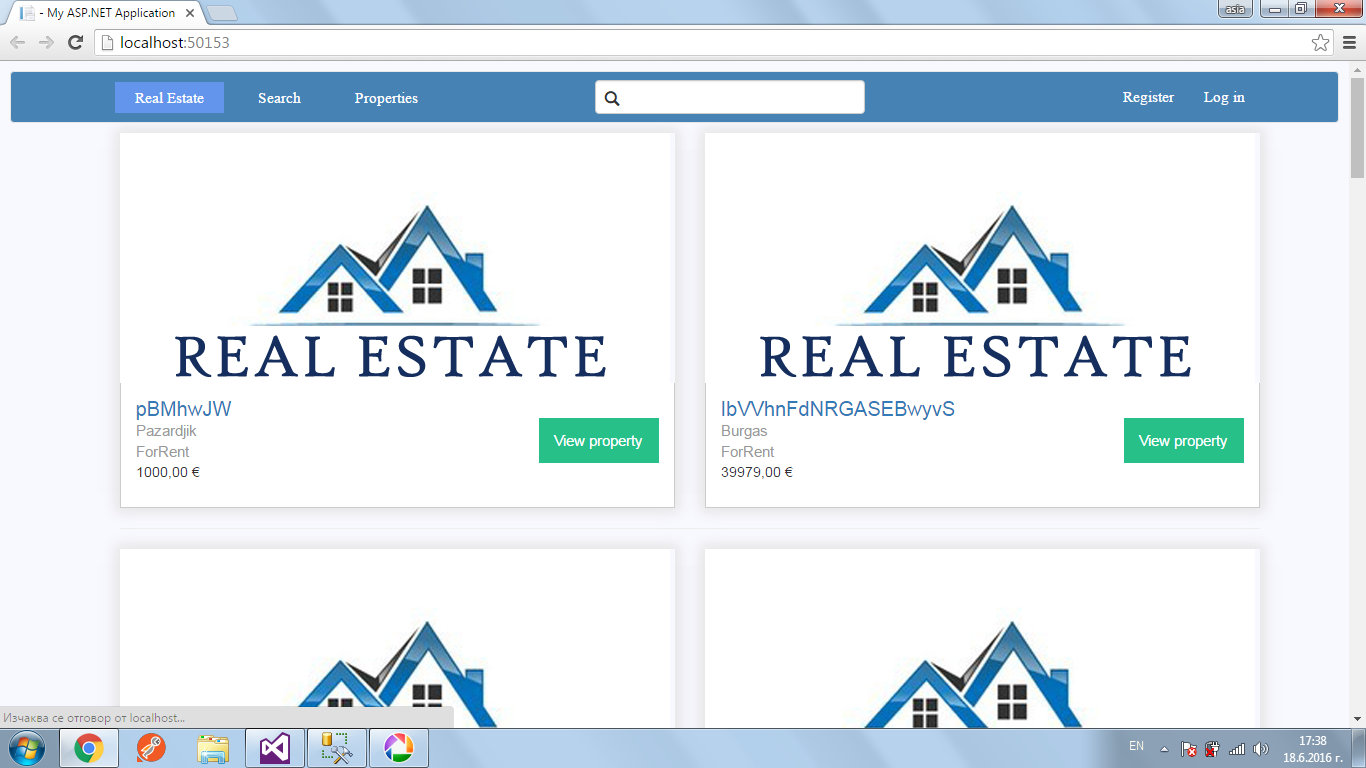 - My ASP.NET Application
asia
localhost:50153
Real Estate
Search
Properties
Register
Log in
REAL ESTATE
REAL ESTATE
pBMhwJW
Pazardjik
ForRent
1000,00 €
View property
IbVVhnFdNRGASEBwyvS
Burgas
ForRent
39979,00 €
View property
Изчаква се отговор от localhost...
EN
17:38
18.6.2016 г.